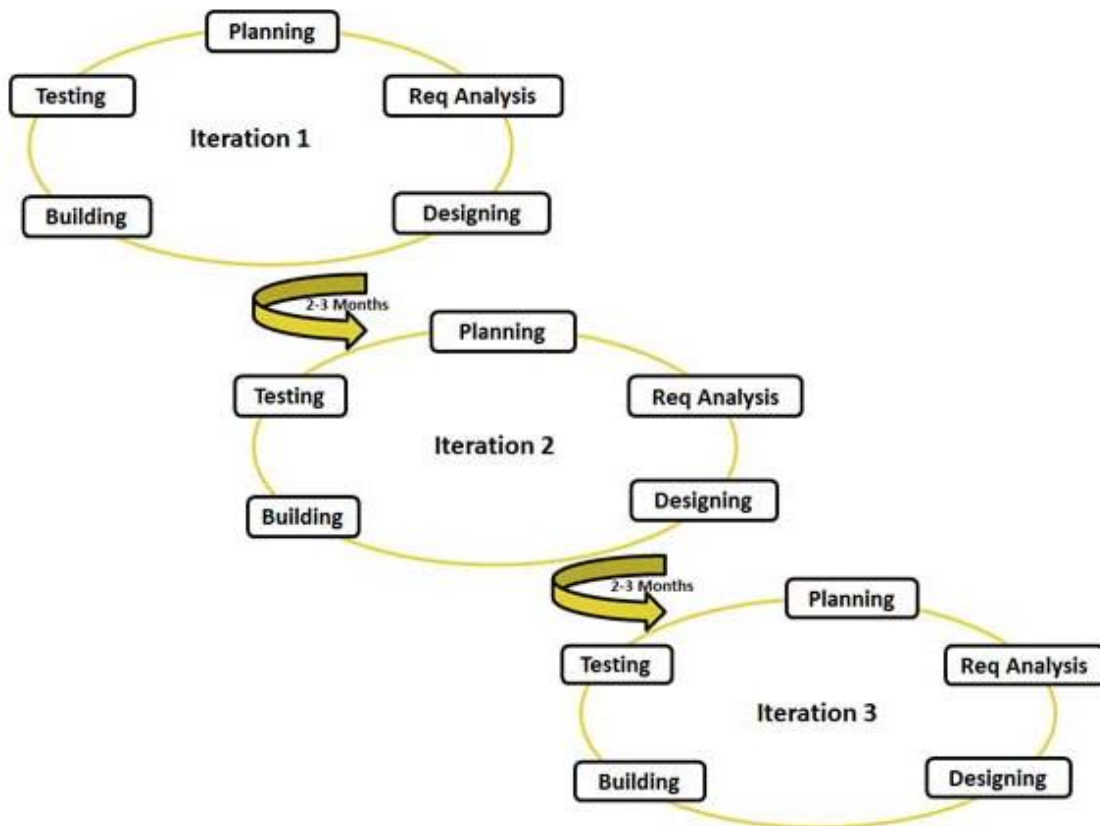 Planning
Testing
Req Analysis
Iteration 1
Building
Designing
2-3 Months
Planning
Testing
Req Analysis
Iteration 2
Building
Designing
2-3 Months
Planning
Testing
Req Analysis
Iteration 3
Building
Designing